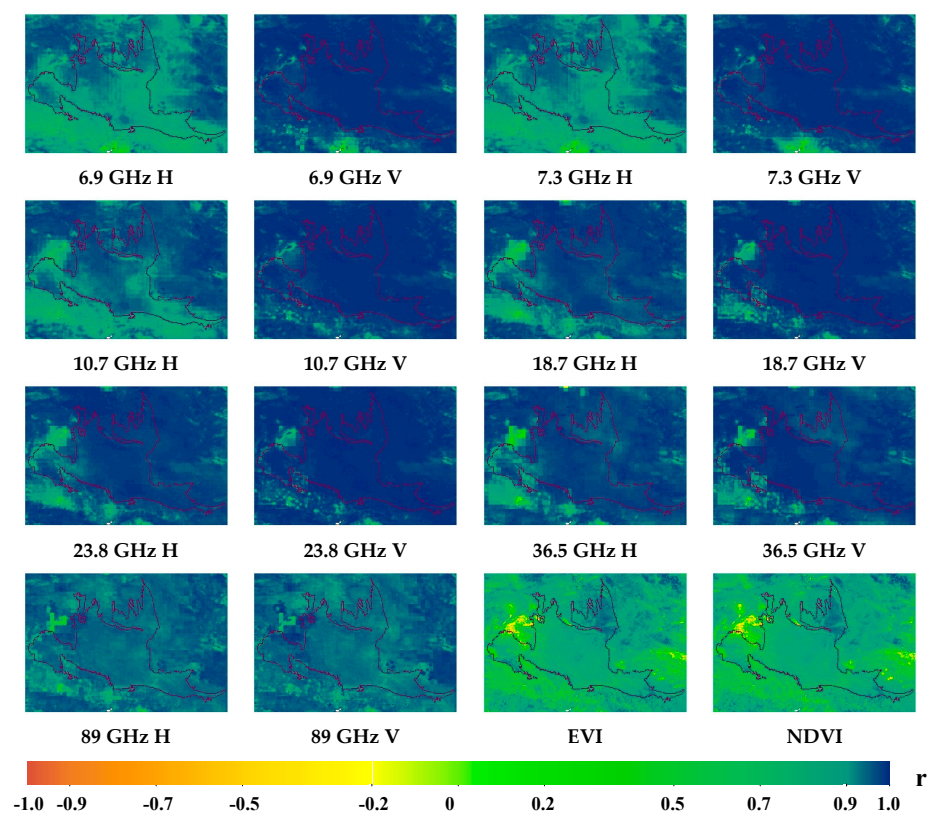 6.9 GHz H 6.9 GHz V 7.3 GHz H 7.3 GHz V
10.7 GHz H 10.7 GHz V 18.7 GHz H 18.7 GHz V
23.8 GHz H 23.8 GHz V 36.5 GHz H 36.5 GHz V
89 GHz H 89 GHz V EVI NDVI
r
-1.0 -0.9 -0.7 -0.5 -0.2 0 0.2 0.5 0.7 0.9 1.0